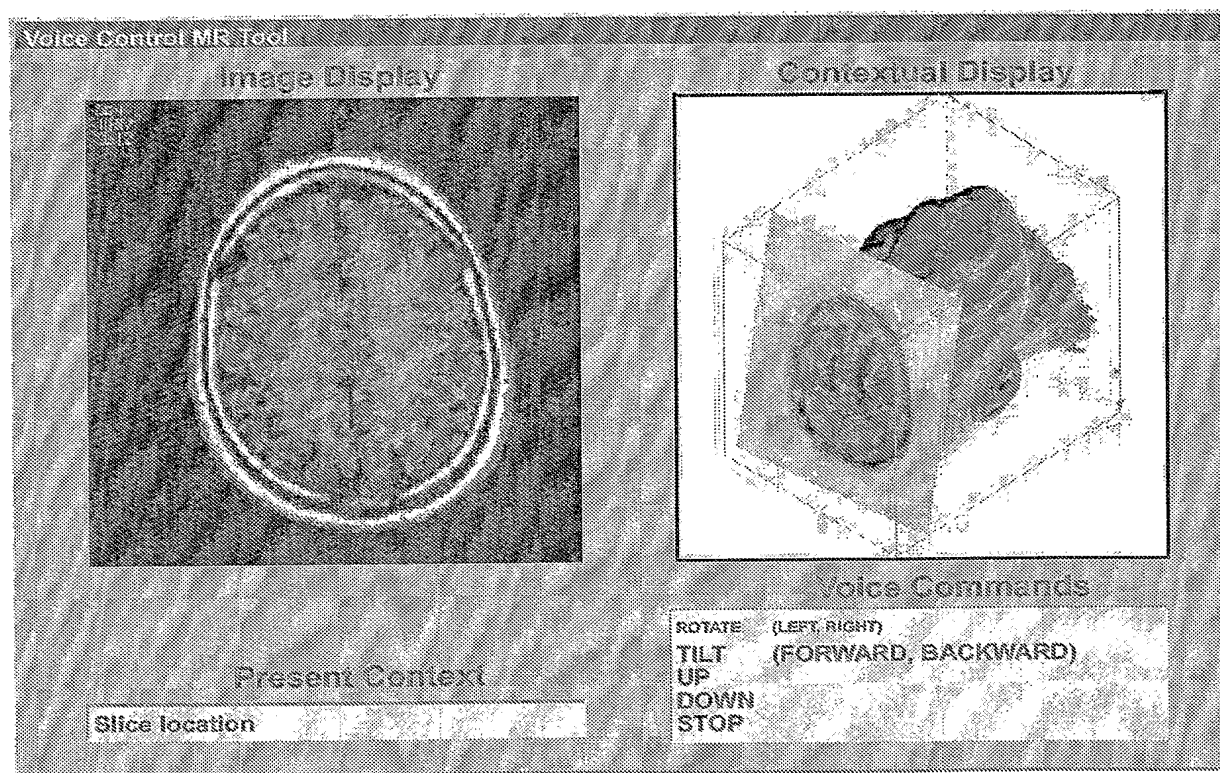 Voice Control MR Tool
Image Display
Contextual Display
Voice Commands
ROTATE (LEFT, RIGHT)
TILT (FORWARD, BACKWARD)
UP
DOWN
STOP
Present Context
Slice location